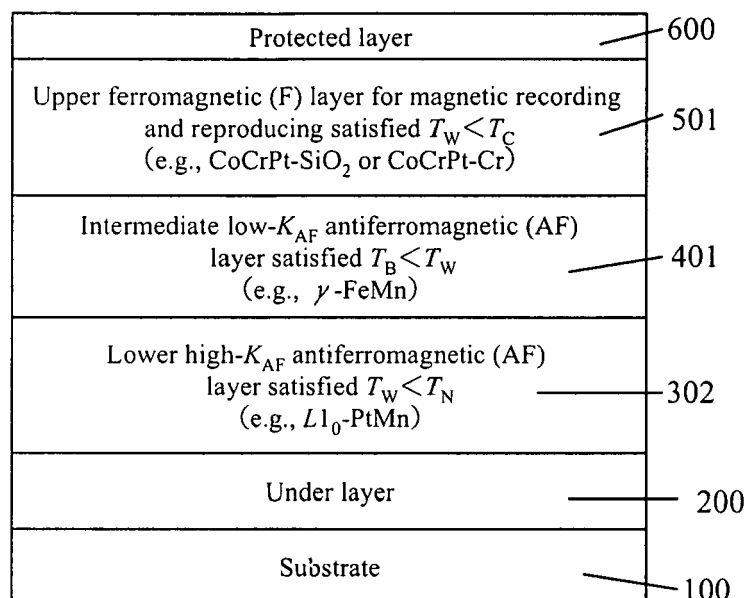 Protected layer
600
Upper ferromagnetic (F) layer for magnetic recording
and reproducing satisfied T_W < T_C
(e.g., CoCrPt-SiO₂ or CoCrPt-Cr)
501
Intermediate low-K_AF antiferromagnetic (AF)
layer satisfied T_B < T_W
(e.g., γ-FeMn)
401
Lower high-K_AF antiferromagnetic (AF)
layer satisfied T_W < T_N
(e.g., L1₀-PtMn)
302
Under layer
200
Substrate
100